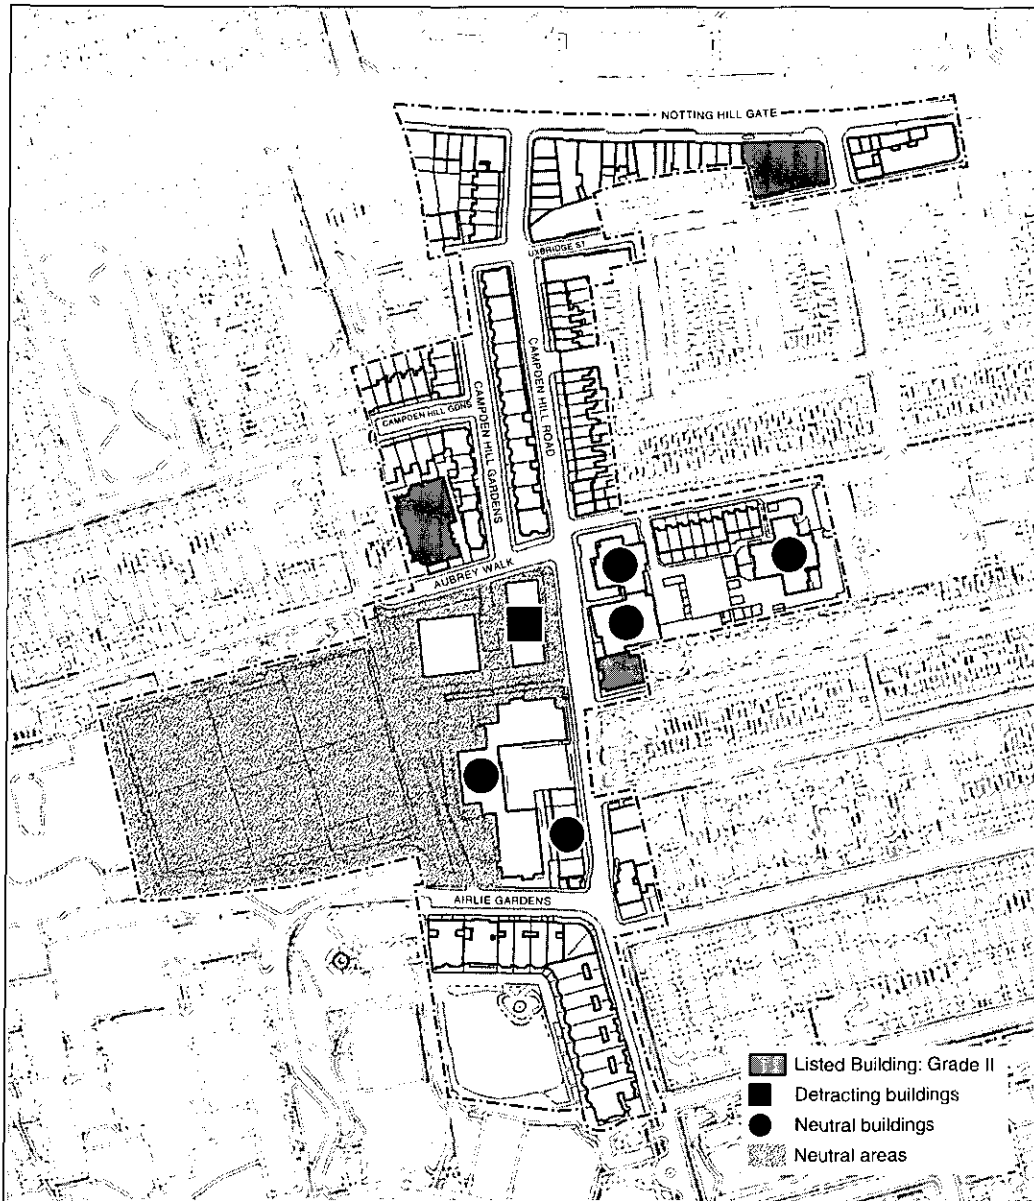 NOTTING HILL GATE
UXBRIDGE ST
CAMPDEN HILL ROAD
CAMPDEN HILL GARDENS
CAMPDEN HILL GDNS
AUBREY WALK
AIRLIE GARDENS
Listed Building: Grade II
Detracting buildings
Neutral buildings
Neutral areas